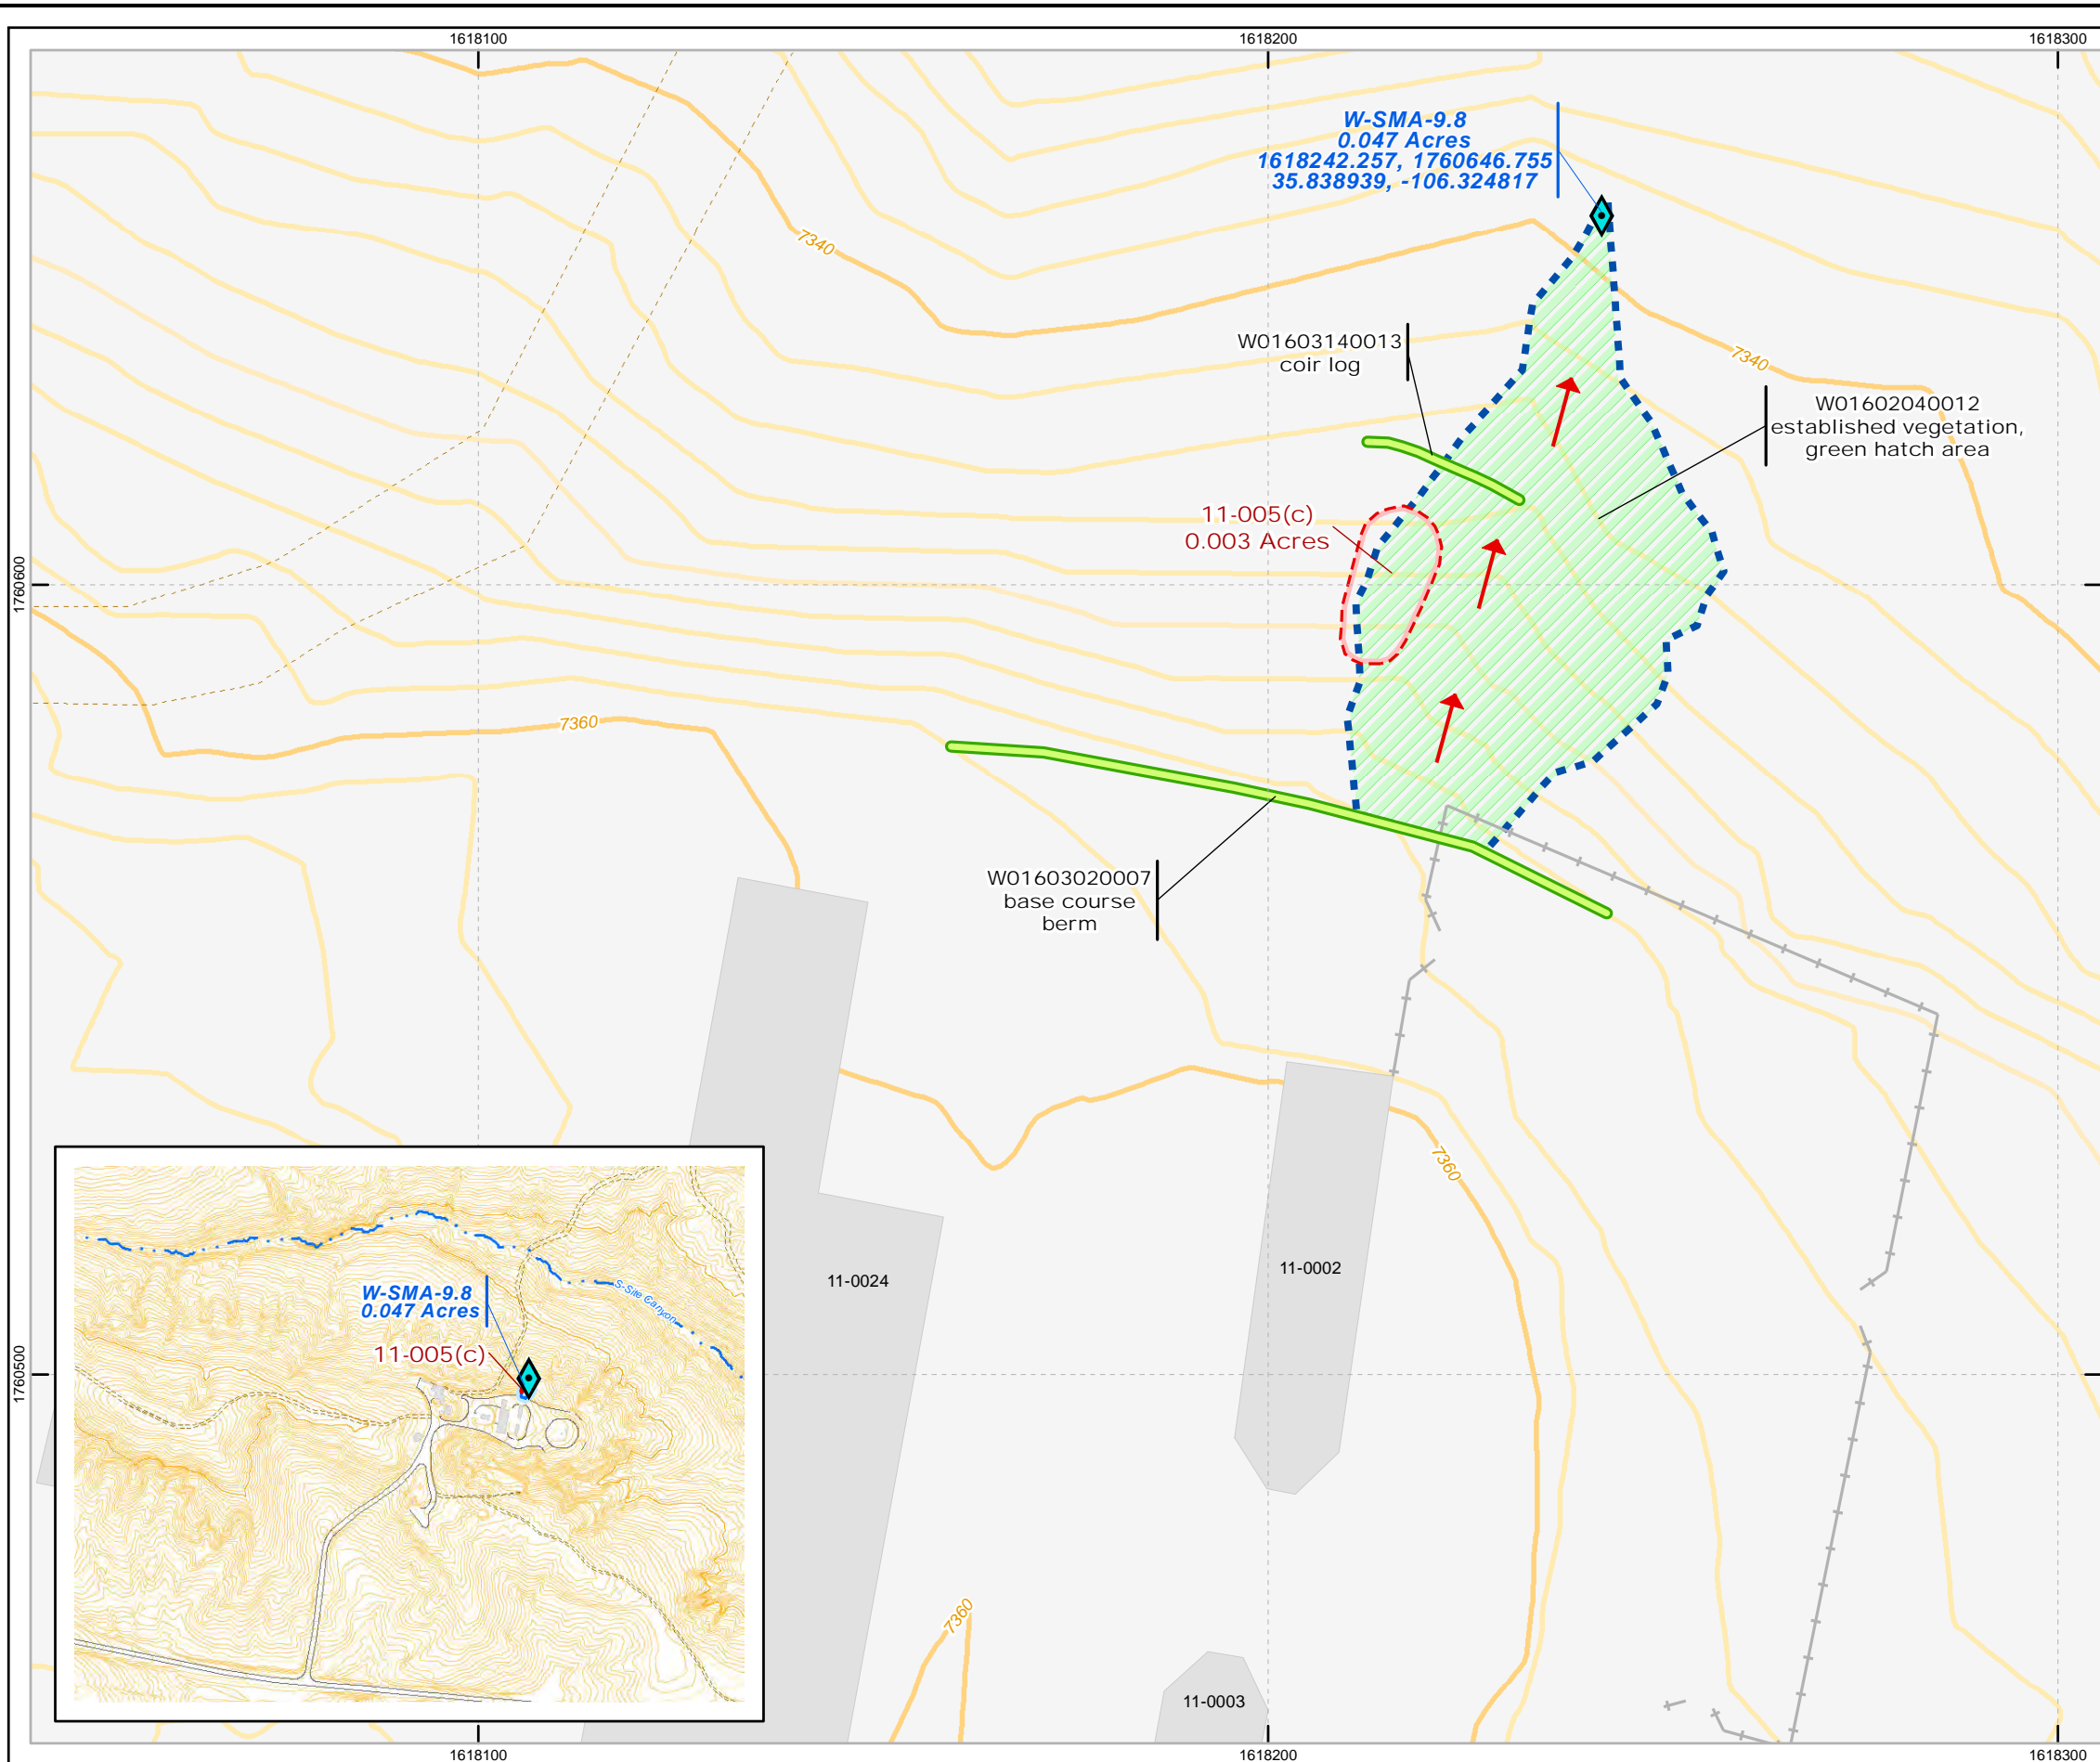 1618100
1618200
1618300
W-SMA-9.8
0.047 Acres
1618242.257, 1760646.755
35.838939, -106.324817
7340
W01603140013
coir log
7340
W01602040012
established vegetation,
green hatch area
11-005(c)
0.003 Acres
1760600
7360
W01603020007
base course
berm
7360
11-0024
11-0002
S-Site Canyon
W-SMA-9.8
0.047 Acres
11-005(c)
1760500
7360
11-0003
1618100
1618200
1618300